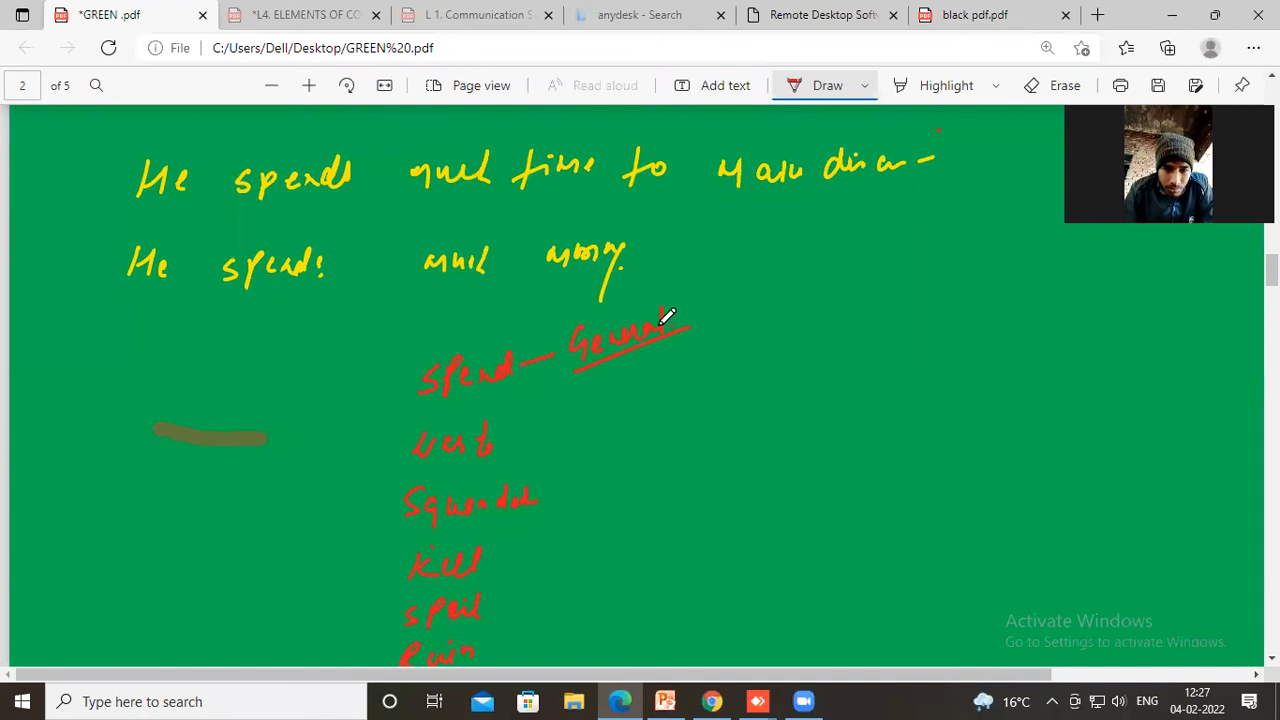 *GREEN .pdf
*L4. ELEMENTS OF CO
L 1. Communication S
anydesk - Search
Remote Desktop Softw
black pdf.pdf
File C:/Users/Dell/Desktop/GREEN%20.pdf
2 of 5 Page view Read aloud Add text Draw Highlight Erase
He spends much time to
He spends much money.
Spend - General
Waste
Squander
Kill
Spoil
Ruin
Activate Windows
Go to Settings to activate Windows.
Type here to search
16°C ENG 12:27
04-02-2022